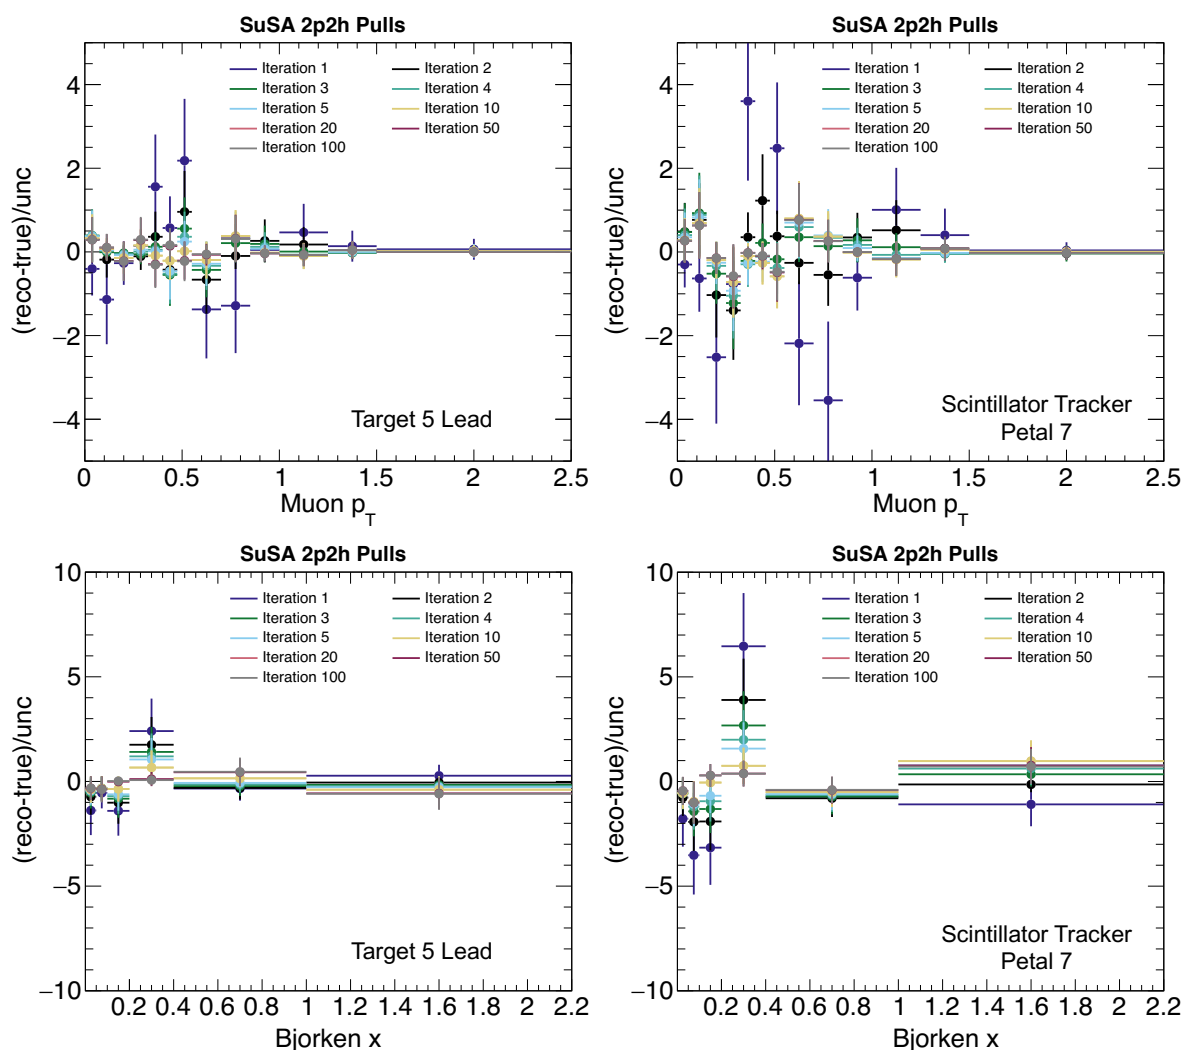 SuSA 2p2h Pulls
4
2
0
−2
−4
(reco-true)/unc
Iteration 1
Iteration 2
Iteration 3
Iteration 4
Iteration 5
Iteration 10
Iteration 20
Iteration 50
Iteration 100
Target 5 Lead
0 0.5 1 1.5 2 2.5
Muon p_T
SuSA 2p2h Pulls
4
2
0
−2
−4
(reco-true)/unc
Iteration 1
Iteration 2
Iteration 3
Iteration 4
Iteration 5
Iteration 10
Iteration 20
Iteration 50
Iteration 100
Scintillator Tracker
Petal 7
0 0.5 1 1.5 2 2.5
Muon p_T
SuSA 2p2h Pulls
10
5
0
−5
−10
(reco-true)/unc
Iteration 1
Iteration 2
Iteration 3
Iteration 4
Iteration 5
Iteration 10
Iteration 20
Iteration 50
Iteration 100
Target 5 Lead
0.2 0.4 0.6 0.8 1 1.2 1.4 1.6 1.8 2 2.2
Bjorken x
SuSA 2p2h Pulls
10
5
0
−5
−10
(reco-true)/unc
Iteration 1
Iteration 2
Iteration 3
Iteration 4
Iteration 5
Iteration 10
Iteration 20
Iteration 50
Iteration 100
Scintillator Tracker
Petal 7
0.2 0.4 0.6 0.8 1 1.2 1.4 1.6 1.8 2 2.2
Bjorken x